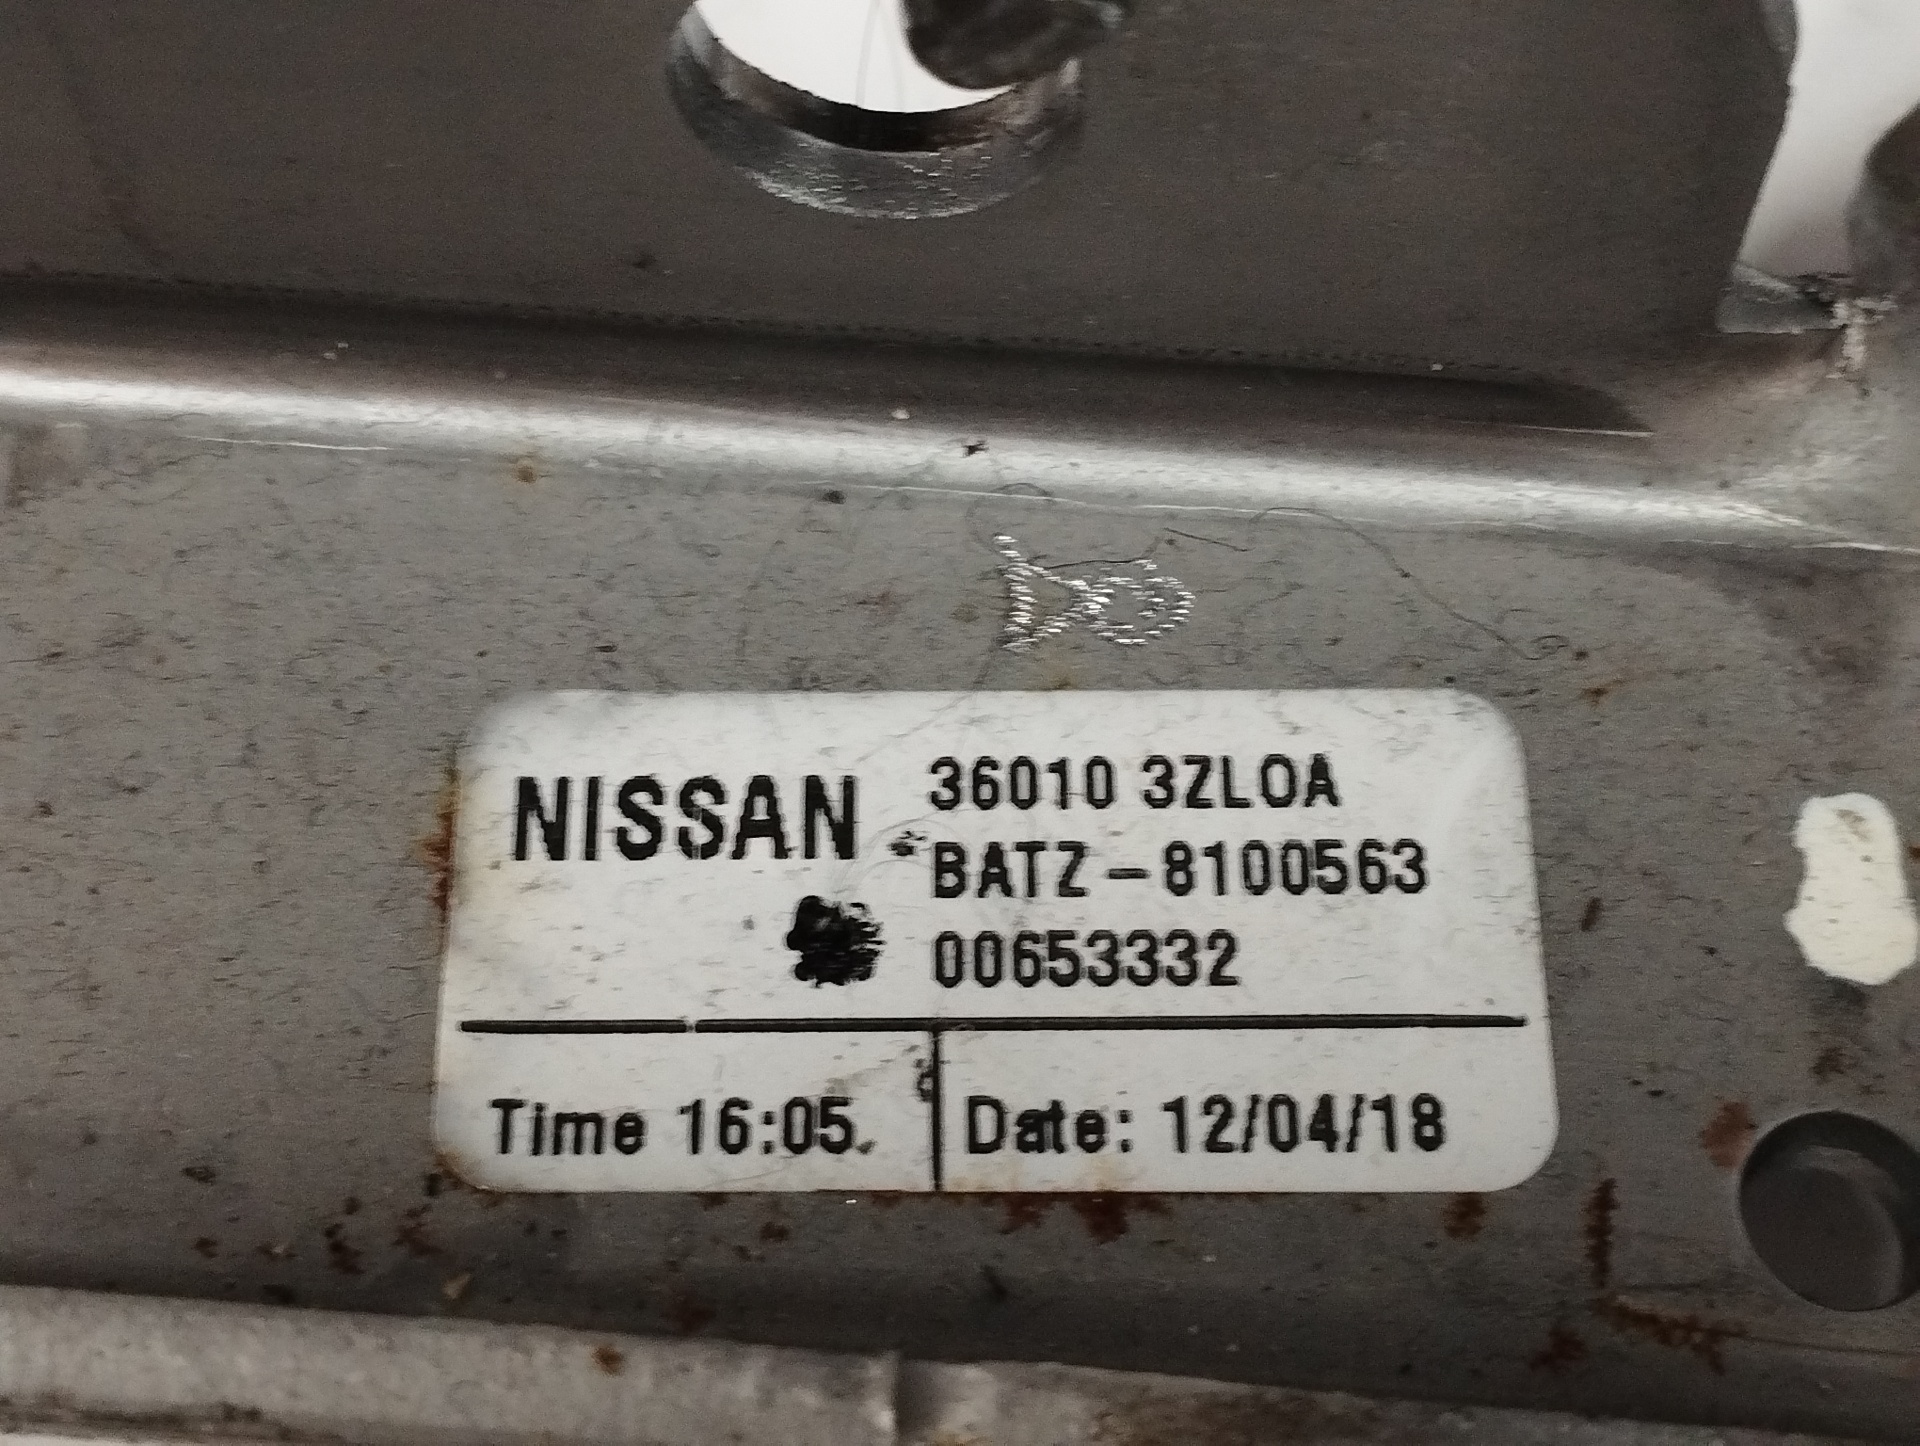 NISSAN
36010 3ZL0A
BATZ-8100563
00653332
Time 16:05.
Date: 12/04/18